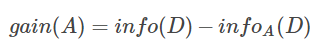 gain(A) = info(D) − info_A(D)